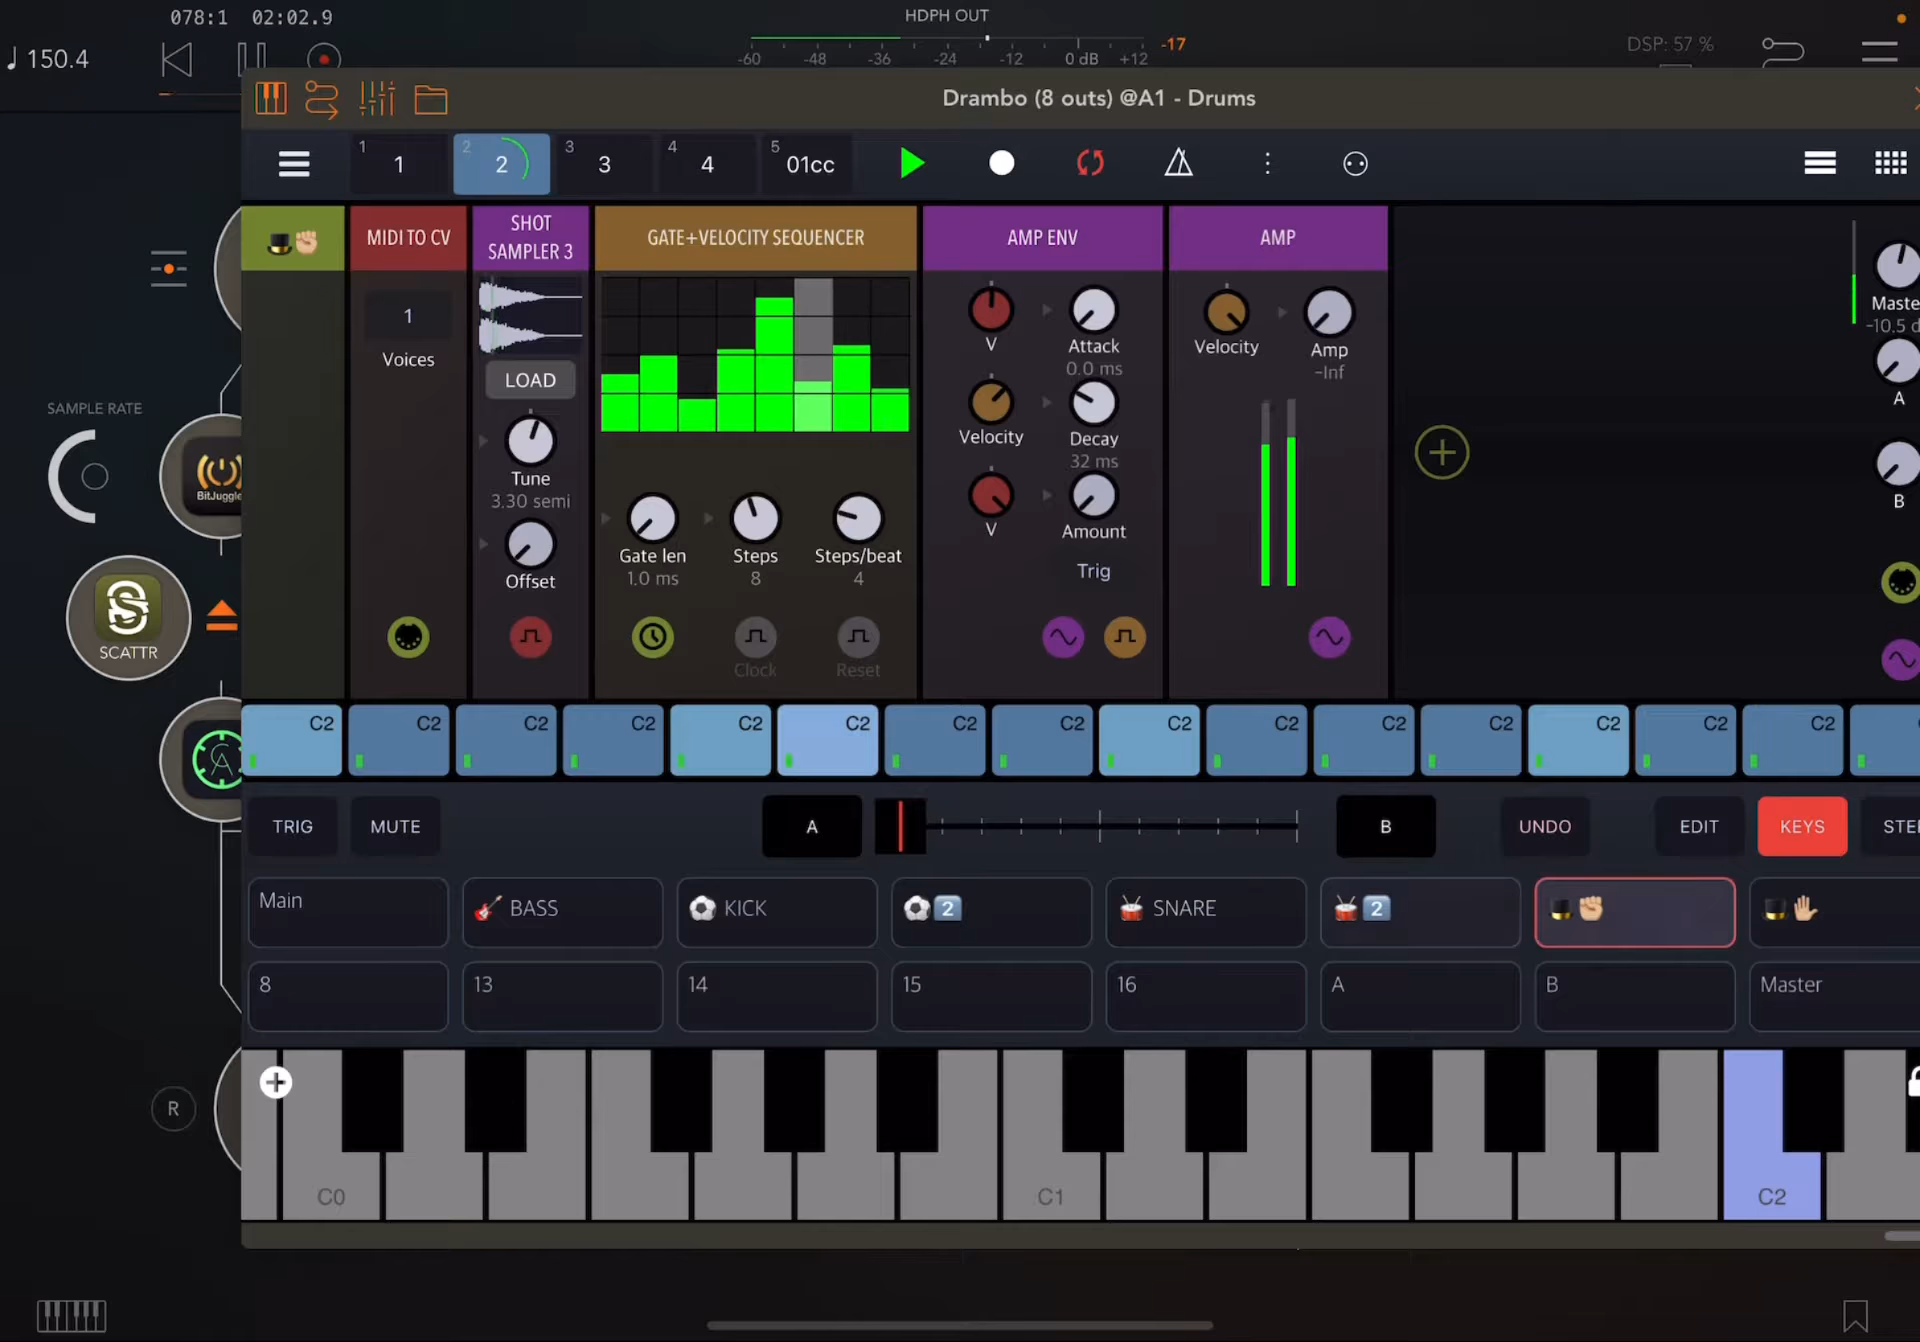 078:1 02:02.9
HDPH OUT
♩ 150.4
-60 -48 -36 -24 -12 0 dB +12
-17
DSP: 57 %
Drambo (8 outs) @A1 - Drums
1 1
2 2
3 3
4 4
5 01cc
🎩✊🏼
MIDI TO CV
SHOT
SAMPLER 3
GATE+VELOCITY SEQUENCER
AMP ENV
AMP
1
Voices
LOAD
Tune
3.30 semi
Offset
Gate len
1.0 ms
Steps
8
Steps/beat
4
Clock
Reset
V
Attack
0.0 ms
Velocity
Decay
32 ms
V
Amount
Trig
Velocity
Amp
-Inf
Maste
-10.5 d
A
B
SAMPLE RATE
BitJuggle
SCATTR
CA
C2 C2 C2 C2 C2 C2 C2 C2 C2 C2 C2 C2 C2 C2 C2
TRIG MUTE A B UNDO EDIT KEYS STE
Main 🎸 BASS ⚽ KICK ⚽ 2️⃣ 🥁 SNARE 🥁 2️⃣ 🎩✊🏼 🎩✋🏼
8 13 14 15 16 A B Master
R
C0 C1 C2